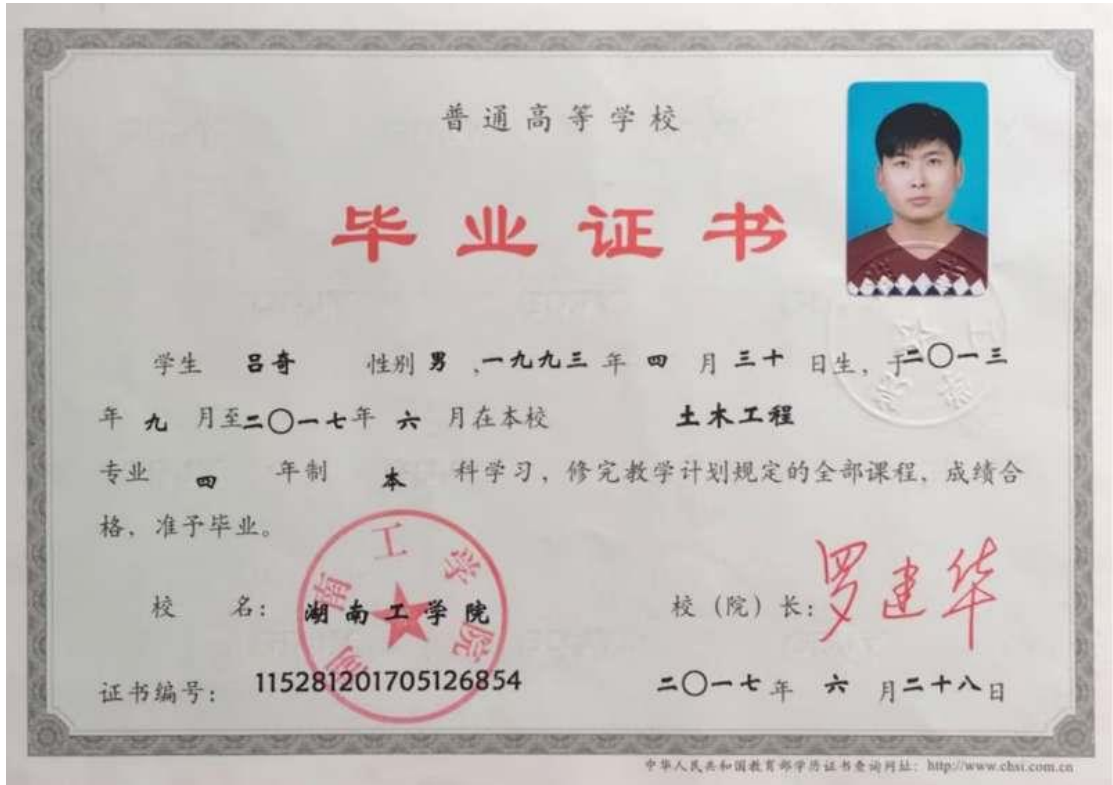 普通高等学校
毕业证书
学生 吕奇 性别 男 ,一九九三 年 四 月 三十 日生，于二〇一三
年 九 月至二〇一七年 六 月在本校 土木工程
专业 四 年制 本 科学习，修完教学计划规定的全部课程，成绩合
格，准予毕业。
湖南工学院
校 名： 湖南工学院 校（院）长：罗建华
证书编号： 115281201705126854 二〇一七年 六 月二十八日
中华人民共和国教育部学历证书查询网址：http://www.chsi.com.cn